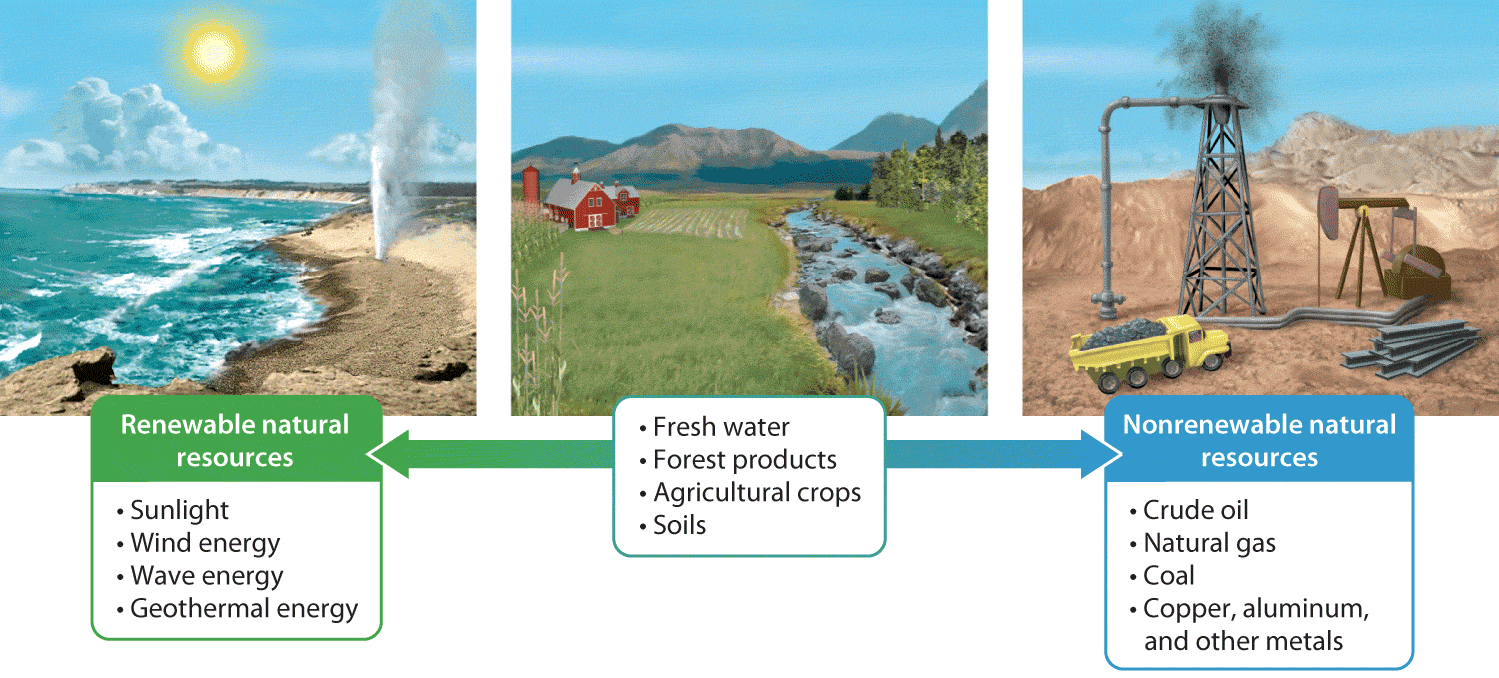 Renewable natural
resources
• Sunlight
• Wind energy
• Wave energy
• Geothermal energy
• Fresh water
• Forest products
• Agricultural crops
• Soils
Nonrenewable natural
resources
• Crude oil
• Natural gas
• Coal
• Copper, aluminum,
and other metals